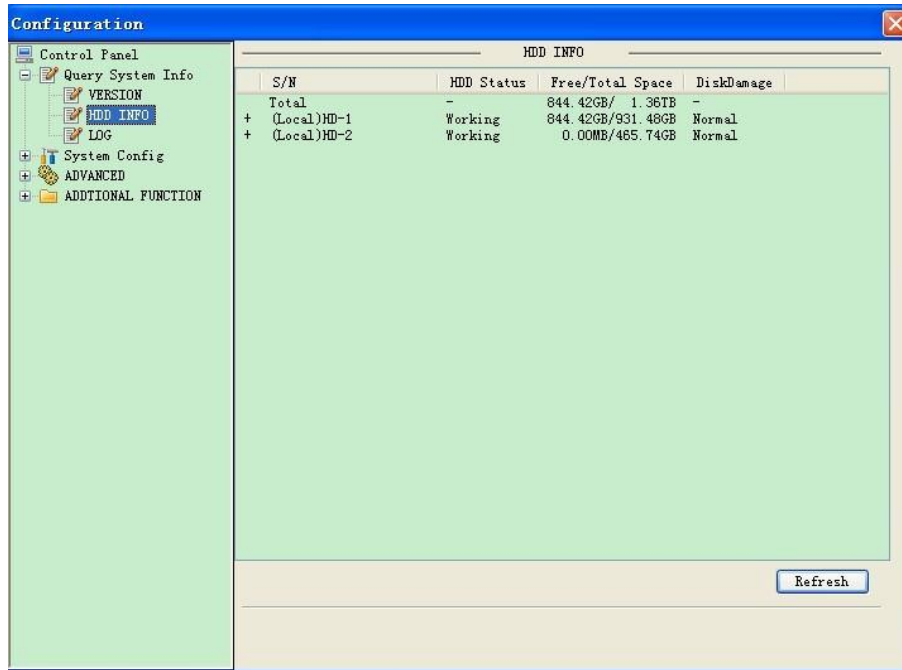 Configuration
Control Panel
Query System Info
VERSION
HDD INFO
LOG
System Config
ADVANCED
ADDTIONAL FUNCTION
HDD INFO
S/N HDD Status Free/Total Space DiskDamage
Total - 844.42GB/ 1.36TB -
+ (Local)HD-1 Working 844.42GB/931.48GB Normal
+ (Local)HD-2 Working 0.00MB/465.74GB Normal
Refresh